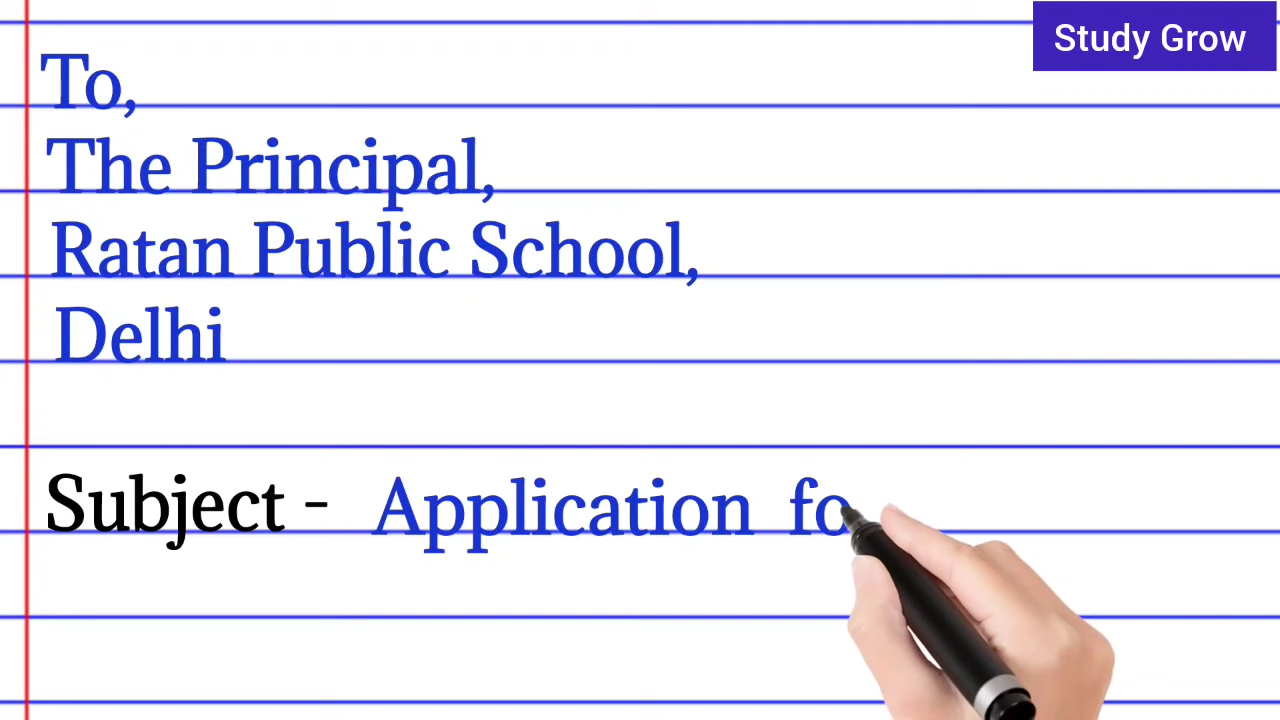 Study Grow
To,
The Principal,
Ratan Public School,
Delhi
Subject - Application fo